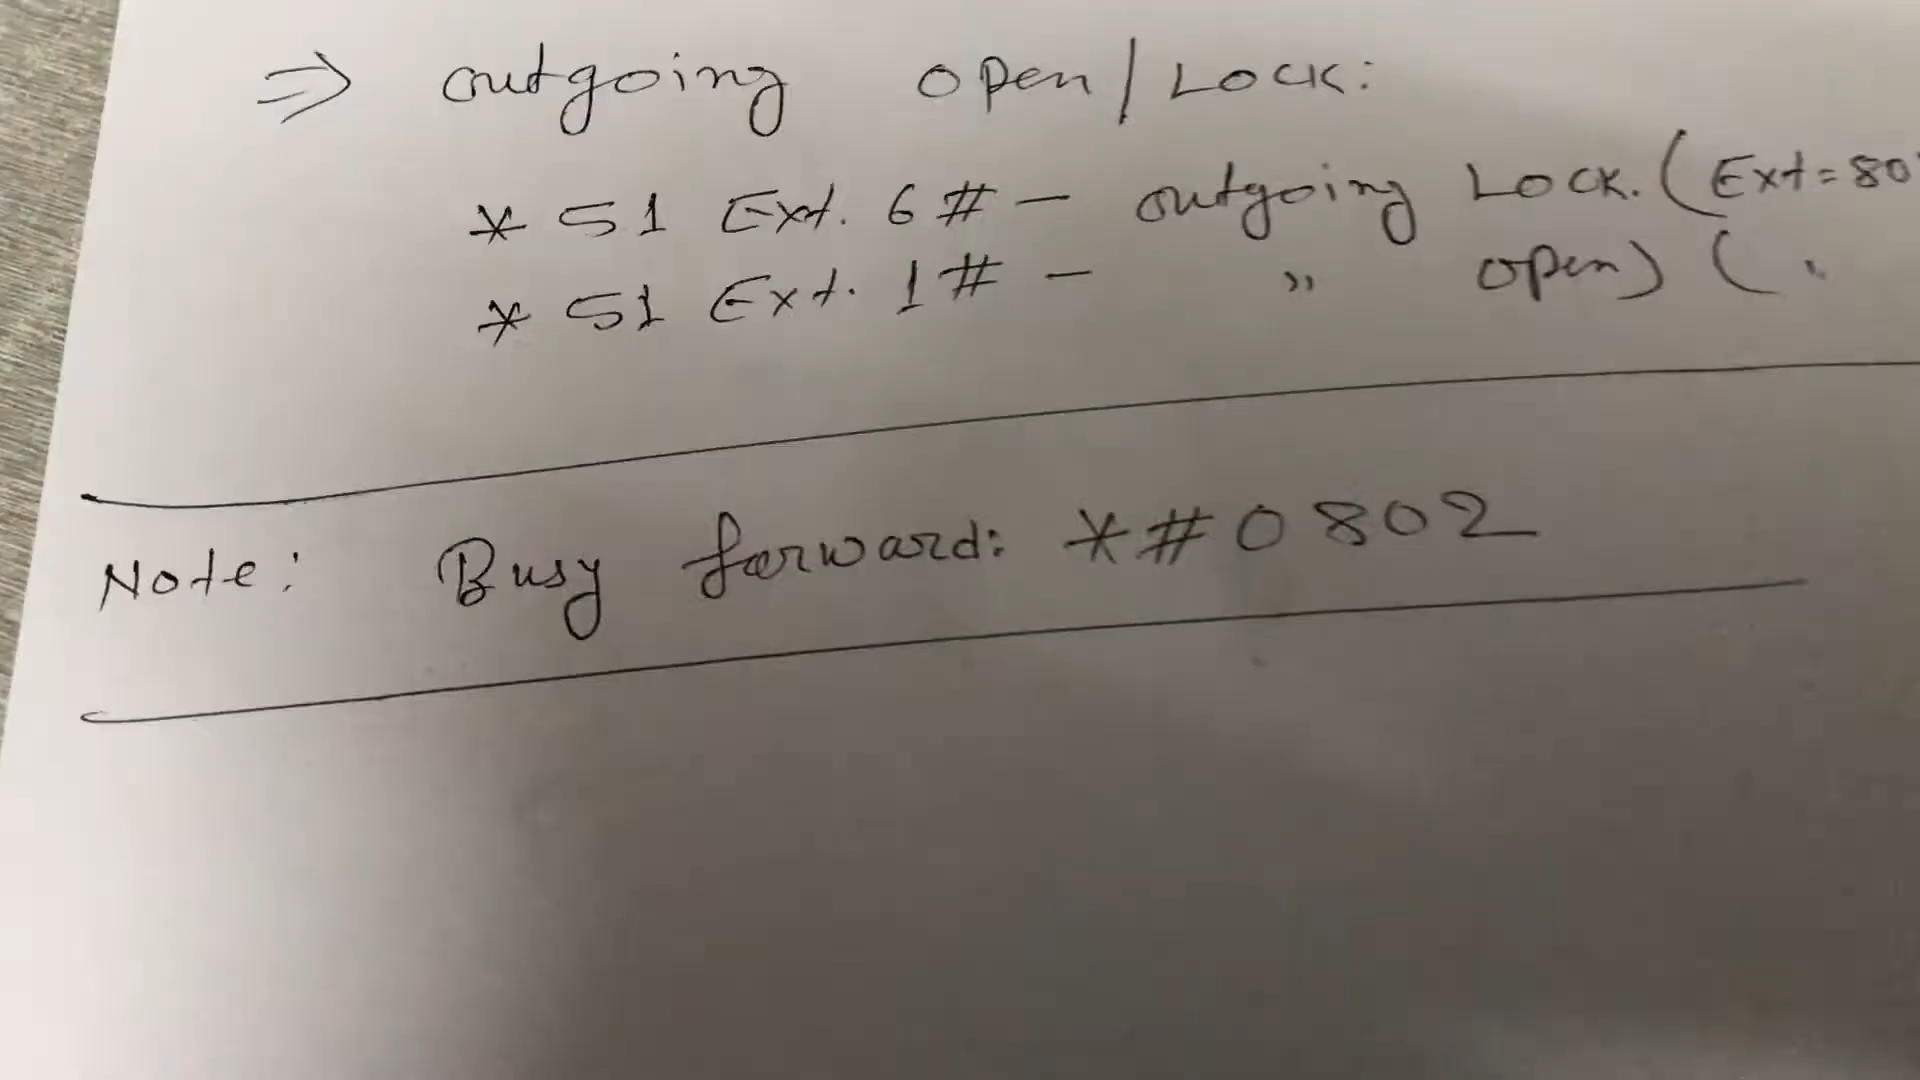 ⇒ outgoing open/Lock:
* 51 Ext. 6 # — outgoing Lock. (Ext = 80
* 51 Ext. 1 # — " open) (
Note: Busy forward: *#0802